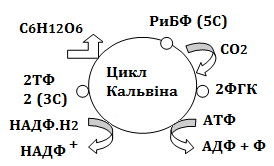 РиБФ (5С)
С6Н12О6
СО2
Цикл
Кальвіна
2ТФ
2 (3С)
2ФГК
НАДФ.Н2
АТФ
НАДФ +
АДФ + Ф